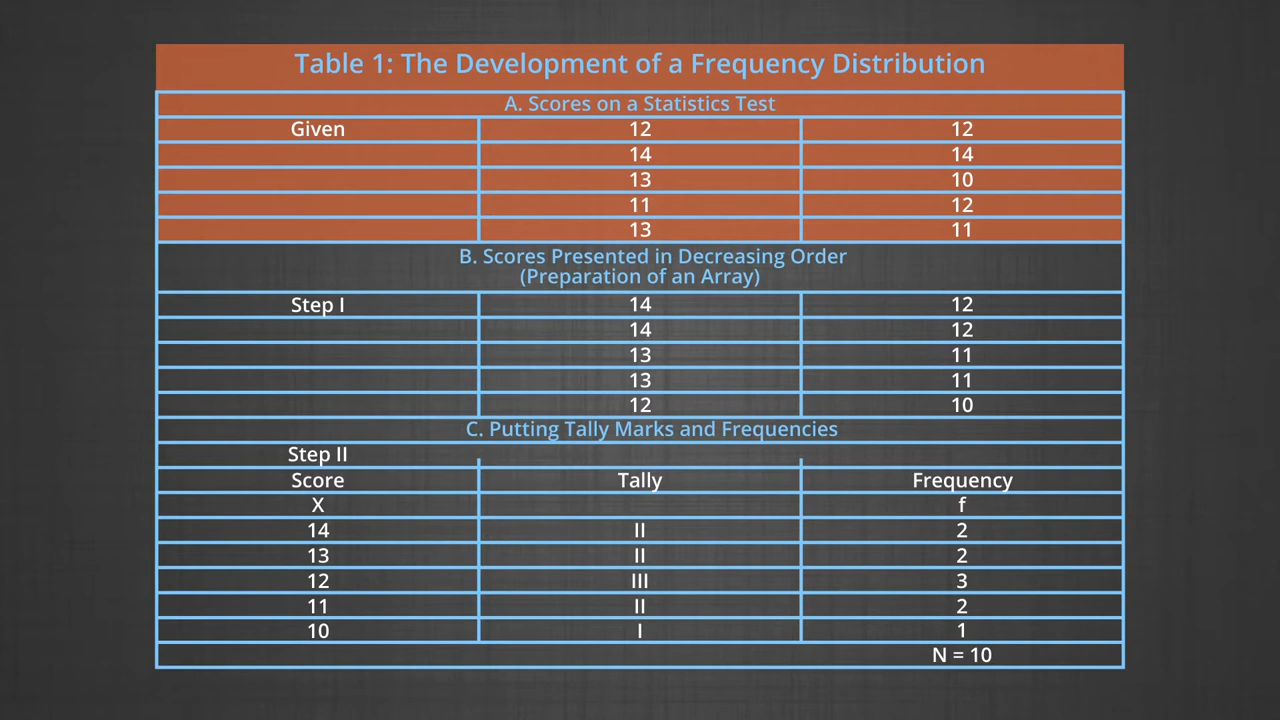 Table 1: The Development of a Frequency Distribution
A. Scores on a Statistics Test
Given 12 12
14 14
13 10
11 12
13 11
B. Scores Presented in Decreasing Order
(Preparation of an Array)
Step I 14 12
14 12
13 11
13 11
12 10
C. Putting Tally Marks and Frequencies
Step II
Score Tally Frequency
X f
14 II 2
13 II 2
12 III 3
11 II 2
10 I 1
N = 10